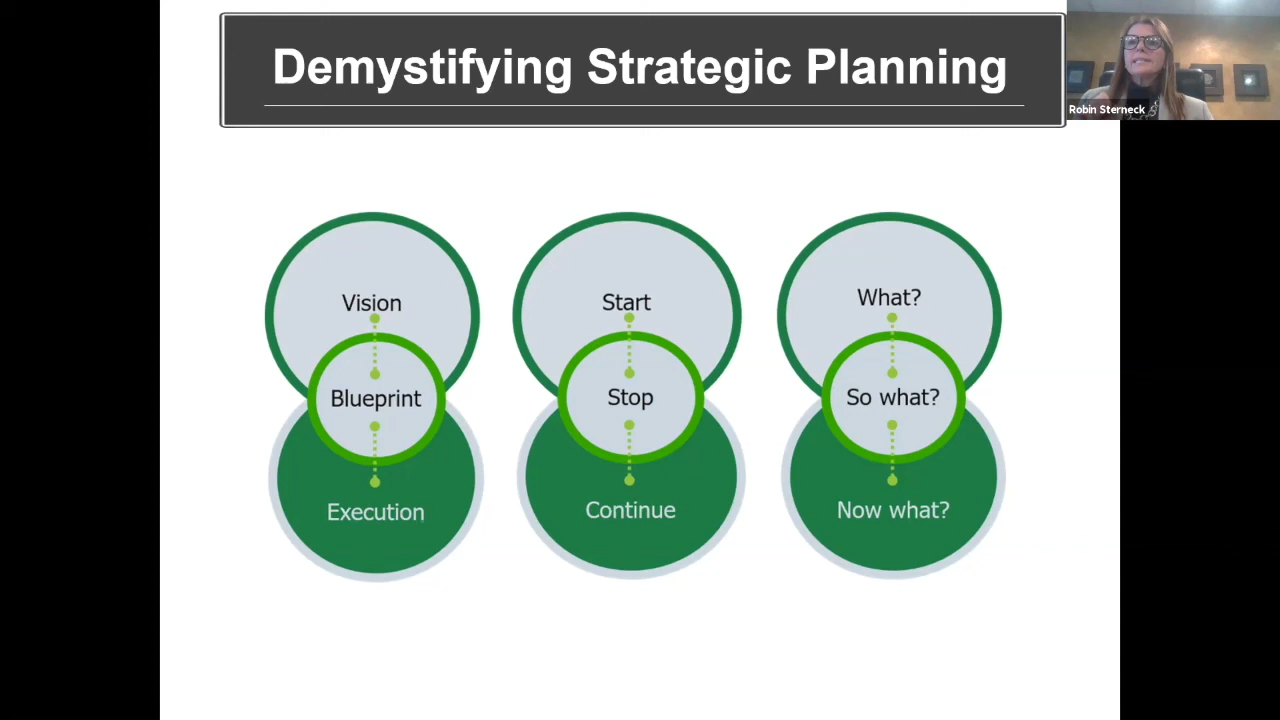 Demystifying Strategic Planning
Robin Sterneck
Vision
Blueprint
Execution
Start
Stop
Continue
What?
So what?
Now what?